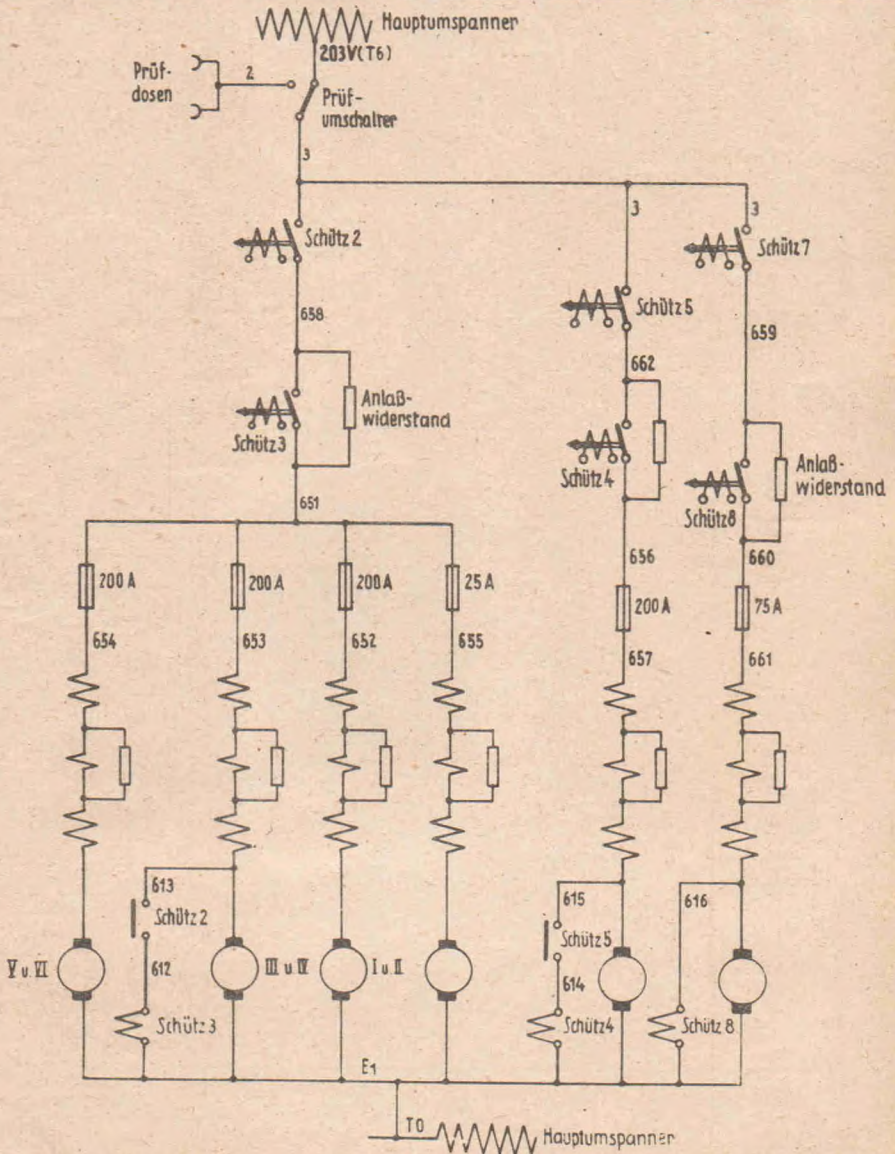 Hauptumspanner
203V(T6)
Prüf-
dosen
2
Prüf-
umschalter
3
3
3
Schütz 2
Schütz 7
Schütz 5
658
659
662
Anlaß-
widerstand
Schütz 3
Schütz 4
Anlaß-
widerstand
Schütz 8
651
656
660
200 A
200 A
200 A
25 A
200 A
75 A
654
653
652
655
657
661
613
615
616
Schütz 2
Schütz 5
V u. VI
612
III u. IV
I u. II
614
Schütz 3
Schütz 4
Schütz 8
E1
T0
Hauptumspanner